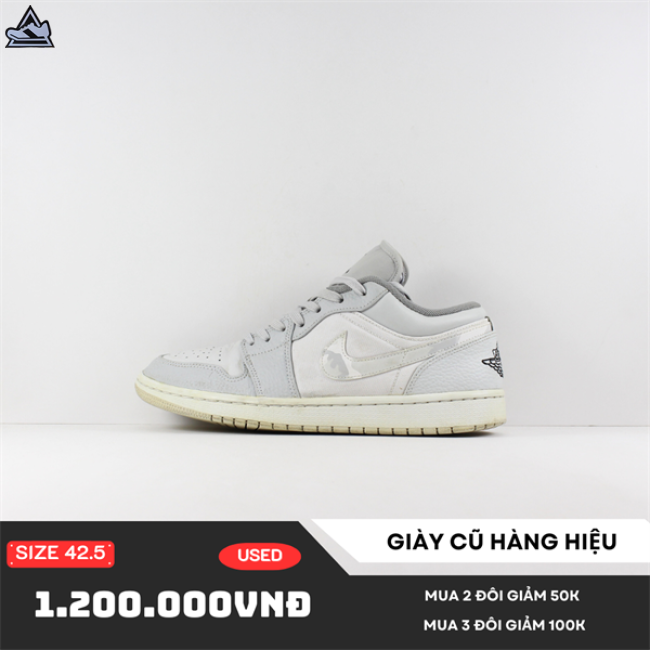 SIZE 42.5
USED
1.200.000VNĐ
GIÀY CŨ HÀNG HIỆU
MUA 2 ĐÔI GIẢM 50K
MUA 3 ĐÔI GIẢM 100K